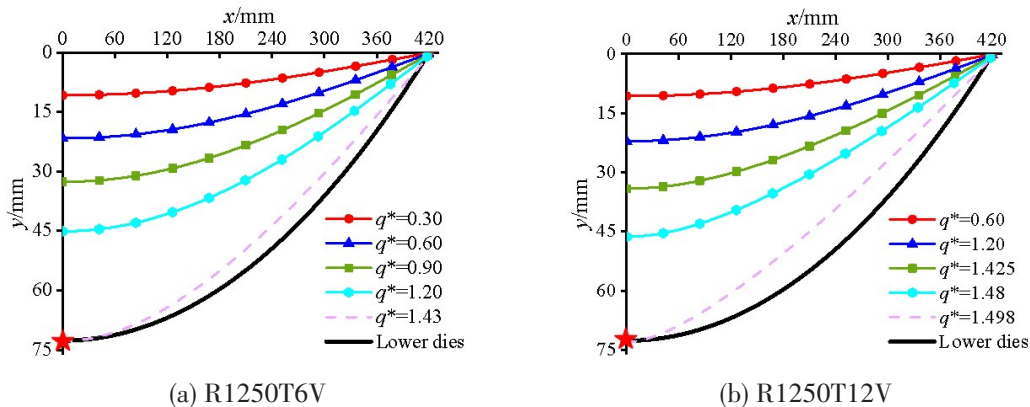 x/mm
0 60 120 180 240 300 360 420
0
15
30
45
60
75
y/mm
q*=0.30
q*=0.60
q*=0.90
q*=1.20
q*=1.43
Lower dies
(a) R1250T6V
x/mm
0 60 120 180 240 300 360 420
0
15
30
45
60
75
y/mm
q*=0.60
q*=1.20
q*=1.425
q*=1.48
q*=1.498
Lower dies
(b) R1250T12V